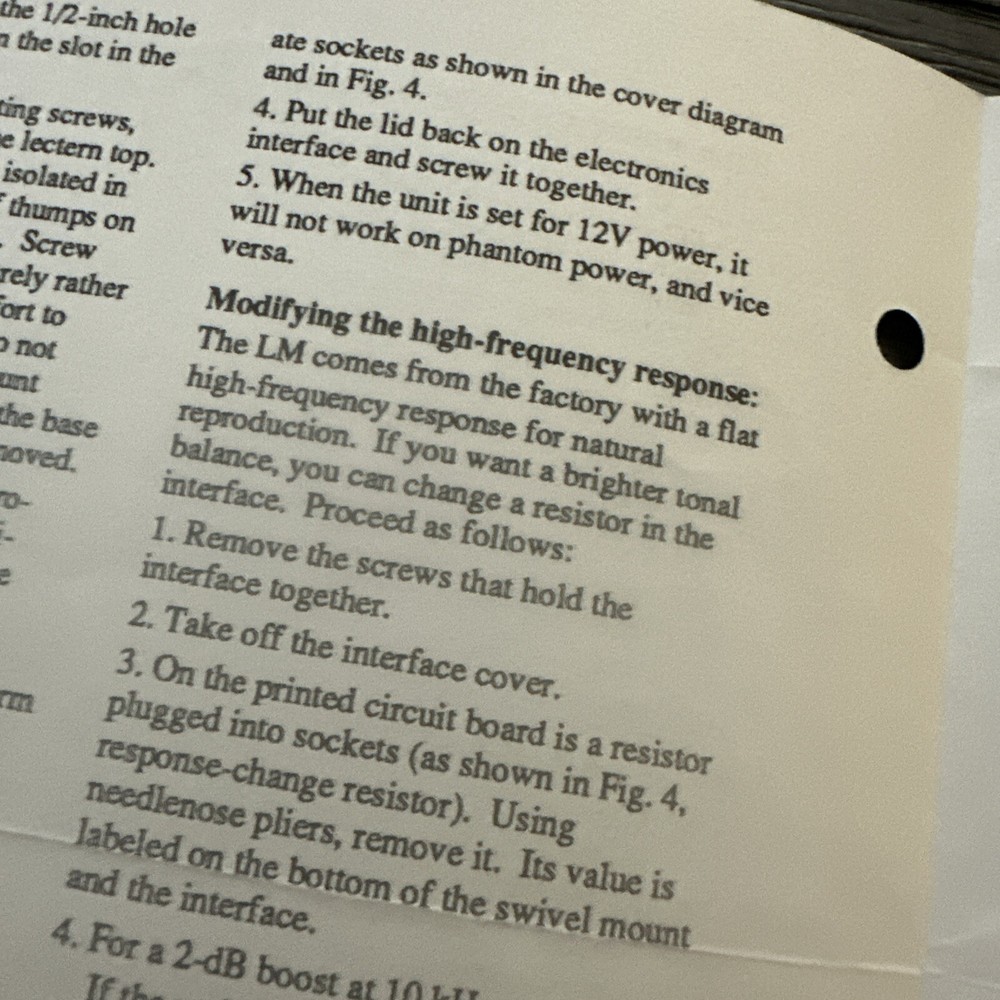 the 1/2-inch hole
the slot in the
screws,
lectern top.
isolated in
thumps on
Screw
rather
to
not
the base
ate sockets as shown in the cover diagram
and in Fig. 4.
4. Put the lid back on the electronics
interface and screw it together.
5. When the unit is set for 12V power, it
will not work on phantom power, and vice
versa.
Modifying the high-frequency response:
The LM comes from the factory with a flat
high-frequency response for natural
reproduction. If you want a brighter tonal
balance, you can change a resistor in the
interface. Proceed as follows:
1. Remove the screws that hold the
interface together.
2. Take off the interface cover.
3. On the printed circuit board is a resistor
plugged into sockets (as shown in Fig. 4,
response-change resistor). Using
needlenose pliers, remove it. Its value is
labeled on the bottom of the swivel mount
and the interface.
4. For a 2-dB boost at 10
If